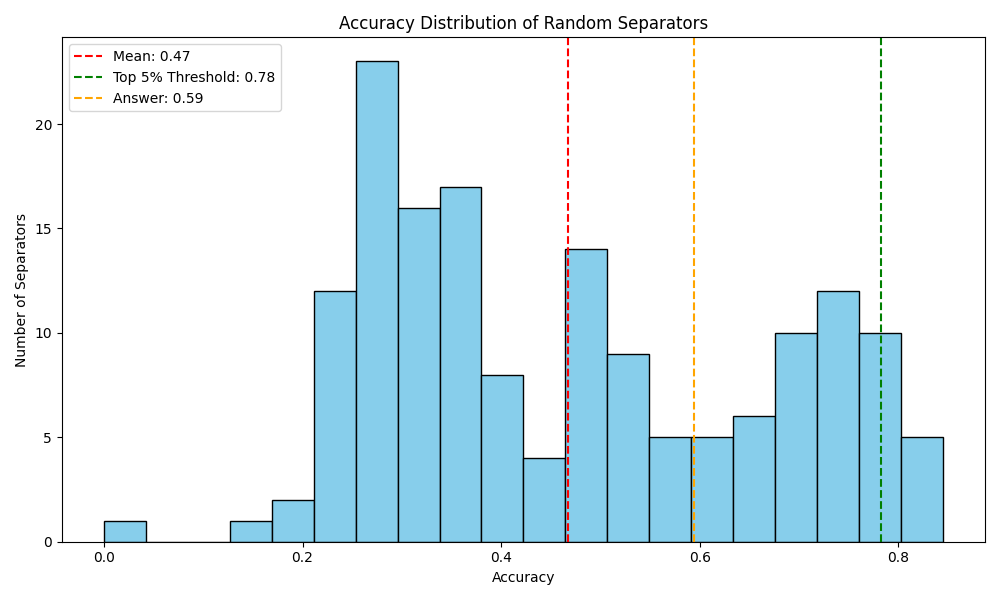 Accuracy Distribution of Random Separators
Mean: 0.47
Top 5% Threshold: 0.78
Answer: 0.59
Number of Separators
20
15
10
5
0
0.0 0.2 0.4 0.6 0.8
Accuracy